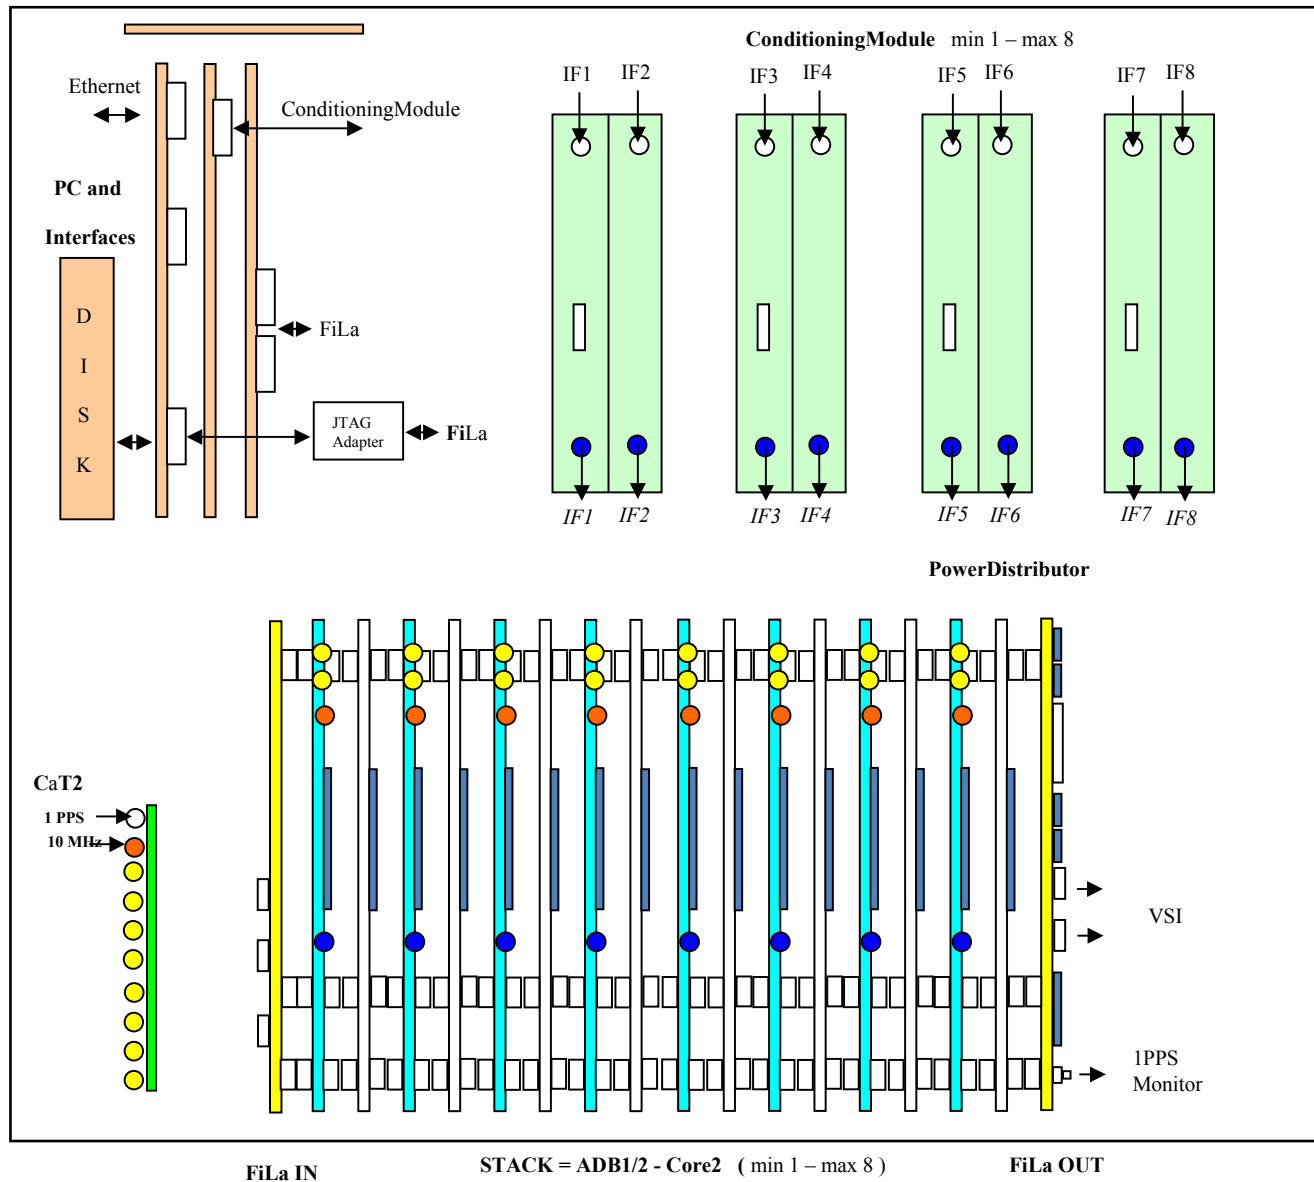 ConditioningModule min 1 – max 8
IF1 IF2 IF3 IF4 IF5 IF6 IF7 IF8
Ethernet
ConditioningModule
PC and
Interfaces
D
I
S
K
FiLa
JTAG
Adapter
FiLa
IF1 IF2 IF3 IF4 IF5 IF6 IF7 IF8
PowerDistributor
CaT2
1 PPS
10 MHz
VSI
1PPS
Monitor
FiLa IN
STACK = ADB1/2 - Core2 ( min 1 – max 8 )
FiLa OUT